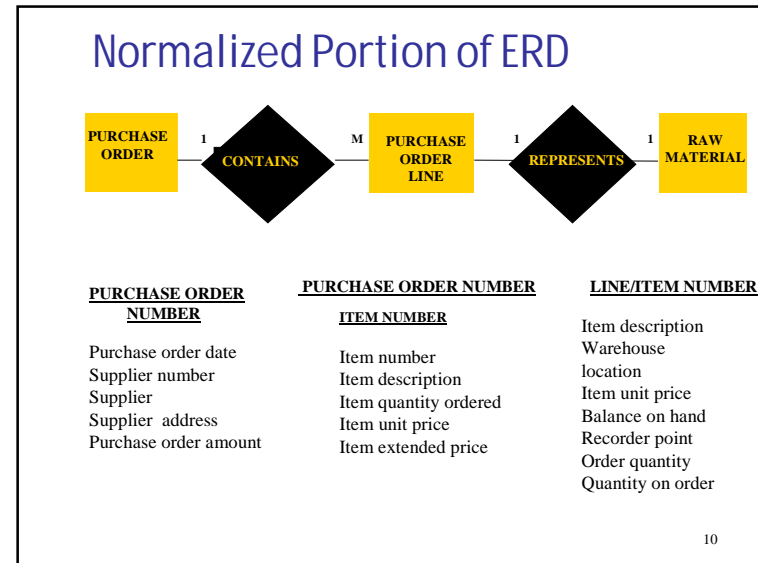 Normalized Portion of ERD
PURCHASE
ORDER
1
CONTAINS
M
PURCHASE
ORDER
LINE
1
REPRESENTS
1
RAW
MATERIAL
PURCHASE ORDER
NUMBER
Purchase order date
Supplier number
Supplier
Supplier address
Purchase order amount
PURCHASE ORDER NUMBER
ITEM NUMBER
Item number
Item description
Item quantity ordered
Item unit price
Item extended price
LINE/ITEM NUMBER
Item description
Warehouse
location
Item unit price
Balance on hand
Recorder point
Order quantity
Quantity on order
10